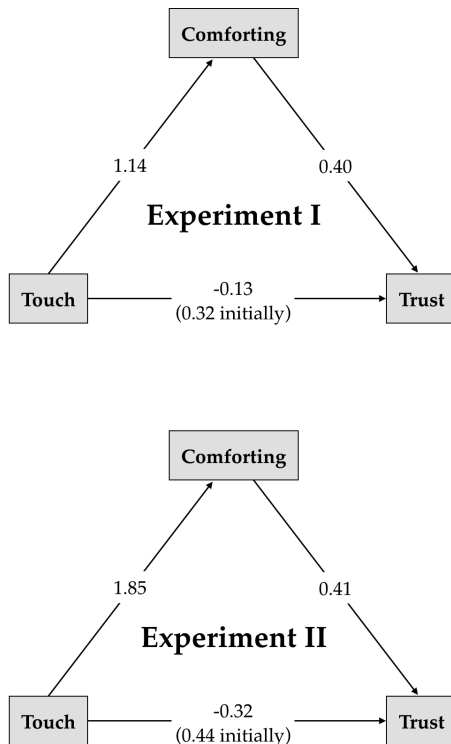 Comforting
1.14
0.40
Experiment I
Touch
-0.13
(0.32 initially)
Trust
Comforting
1.85
0.41
Experiment II
Touch
-0.32
(0.44 initially)
Trust